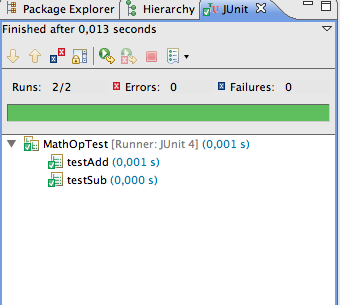 Package Explorer Hierarchy JUnit
Finished after 0,013 seconds
Runs: 2/2 Errors: 0 Failures: 0
MathOpTest [Runner: JUnit 4] (0,001 s)
testAdd (0,001 s)
testSub (0,000 s)